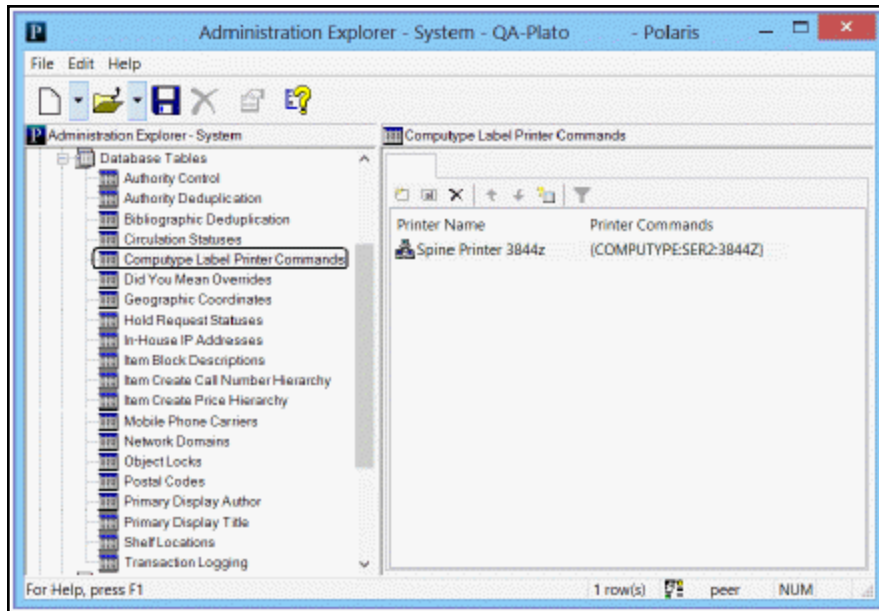 Administration Explorer - System - QA-Plato - Polaris
File Edit Help
Administration Explorer - System
Computype Label Printer Commands
Database Tables
Authority Control
Authority Deduplication
Bibliographic Deduplication
Circulation Statuses
Computype Label Printer Commands
Did You Mean Overrides
Geographic Coordinates
Hold Request Statuses
In-House IP Addresses
Item Block Descriptions
Item Create Call Number Hierarchy
Item Create Price Hierarchy
Mobile Phone Carriers
Network Domains
Object Locks
Postal Codes
Primary Display Author
Primary Display Title
Shelf Locations
Transaction Logging
Printer Name Printer Commands
Spine Printer 3844z (COMPUTYPE:SER2:3844Z)
For Help, press F1 1 row(s) peer NUM